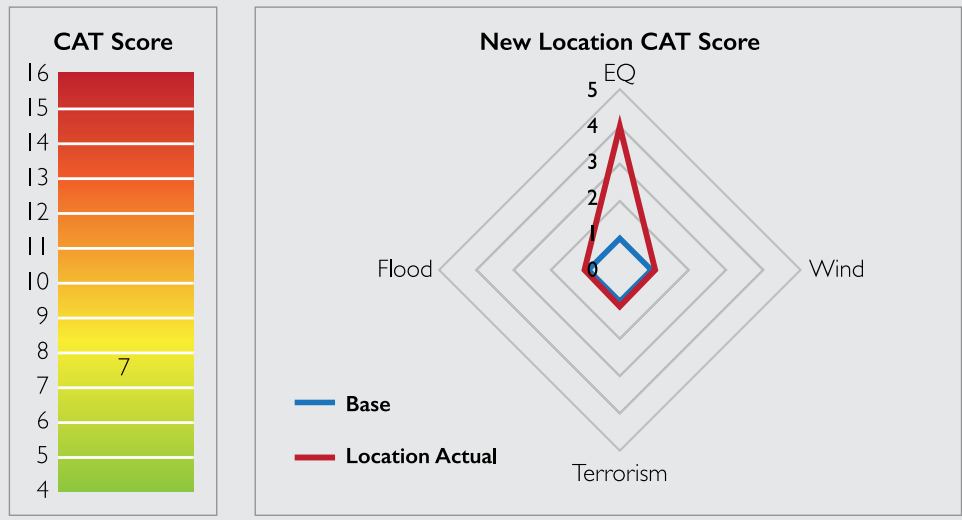 CAT Score
16
15
14
13
12
11
10
9
8
7
7
6
5
4
New Location CAT Score
EQ
5
4
3
2
1
0
Flood
Wind
Terrorism
Base
Location Actual